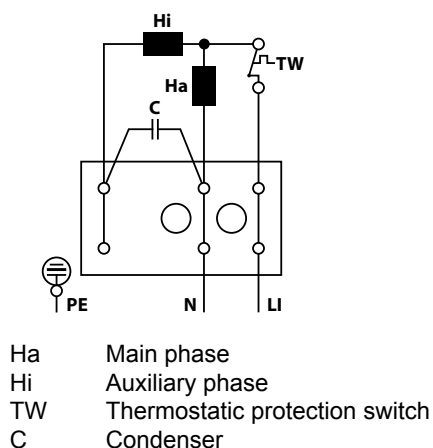 Hi
TW
Ha
C
PE N LI
Ha Main phase
Hi Auxiliary phase
TW Thermostatic protection switch
C Condenser